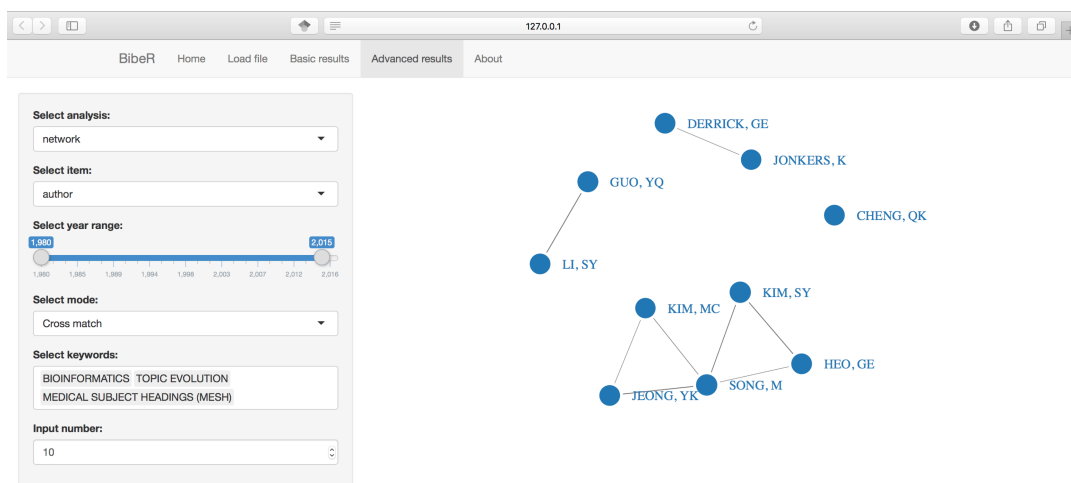 127.0.0.1
BibeR Home Load file Basic results Advanced results About
Select analysis:
network
Select item:
author
Select year range:
1,980 2,015
1,980 1,985 1,989 1,994 1,998 2,003 2,007 2,012 2,016
Select mode:
Cross match
Select keywords:
BIOINFORMATICS TOPIC EVOLUTION
MEDICAL SUBJECT HEADINGS (MESH)
Input number:
10
DERRICK, GE
JONKERS, K
GUO, YQ
CHENG, QK
LI, SY
KIM, SY
KIM, MC
HEO, GE
SONG, M
JEONG, YK